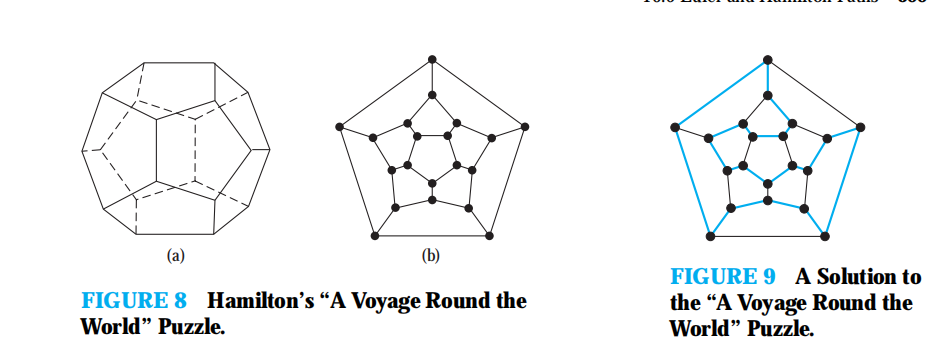 (a)
(b)
FIGURE 8 Hamilton's “A Voyage Round the
World” Puzzle.
FIGURE 9 A Solution to
the “A Voyage Round the
World” Puzzle.